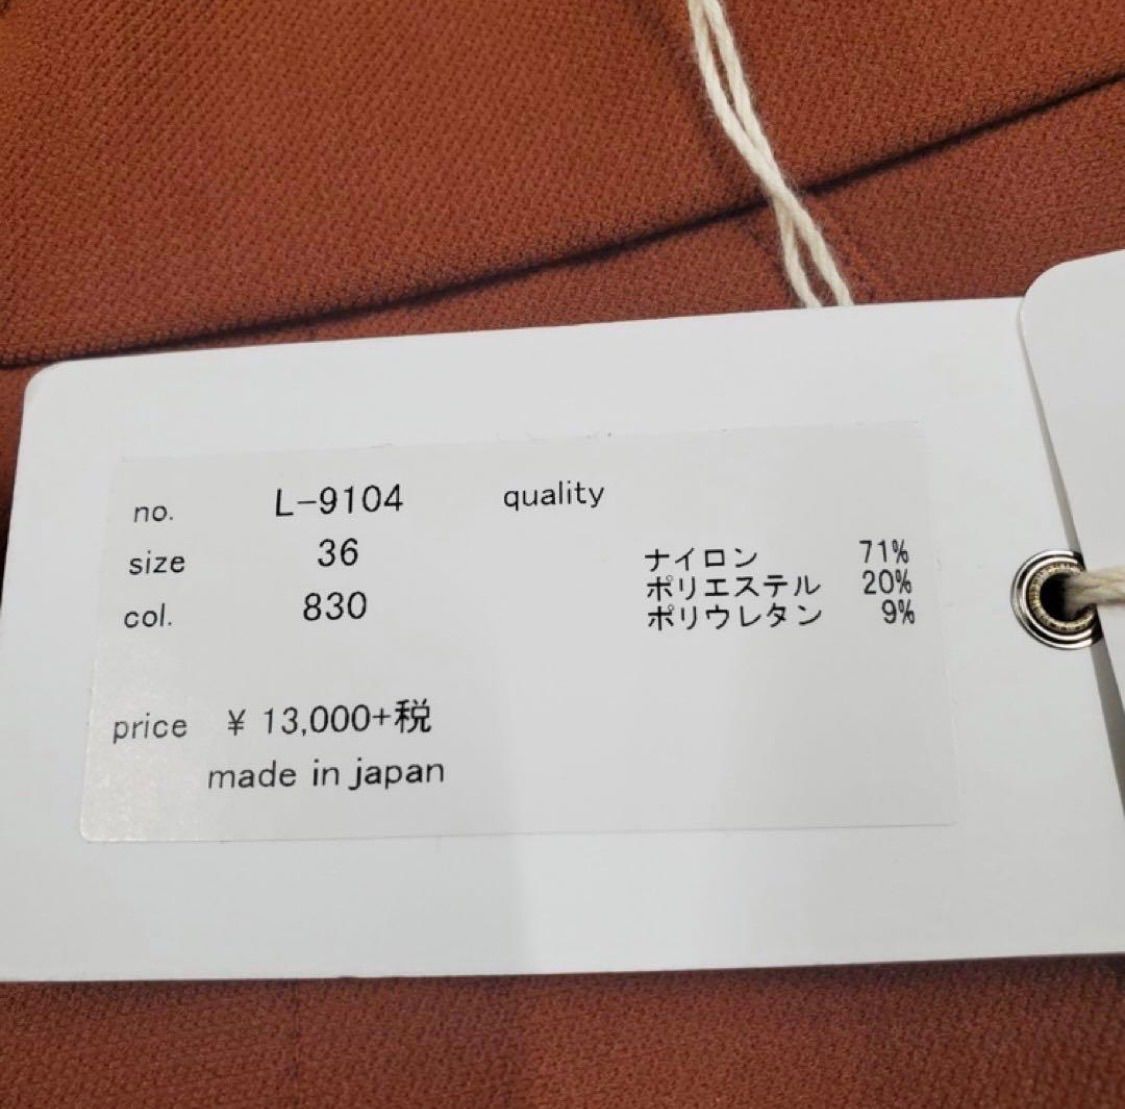 no. L-9104
size 36
col. 830
price ¥ 13,000+税
made in japan
quality
ナイロン 71%
ポリエステル 20%
ポリウレタン 9%